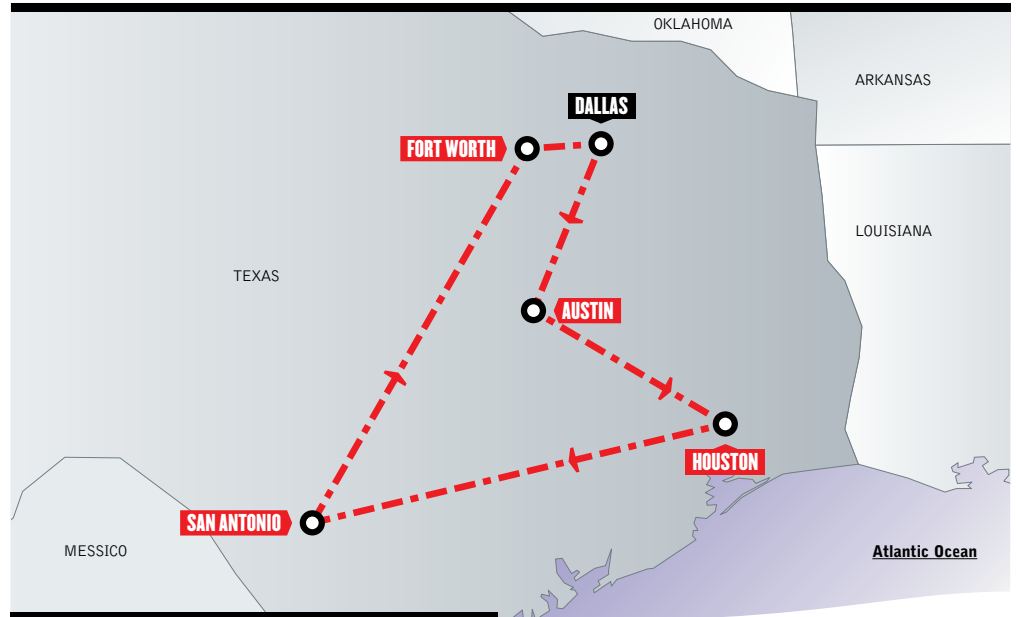 OKLAHOMA
ARKANSAS
DALLAS
FORT WORTH
LOUISIANA
TEXAS
AUSTIN
HOUSTON
SAN ANTONIO
MESSICO
Atlantic Ocean